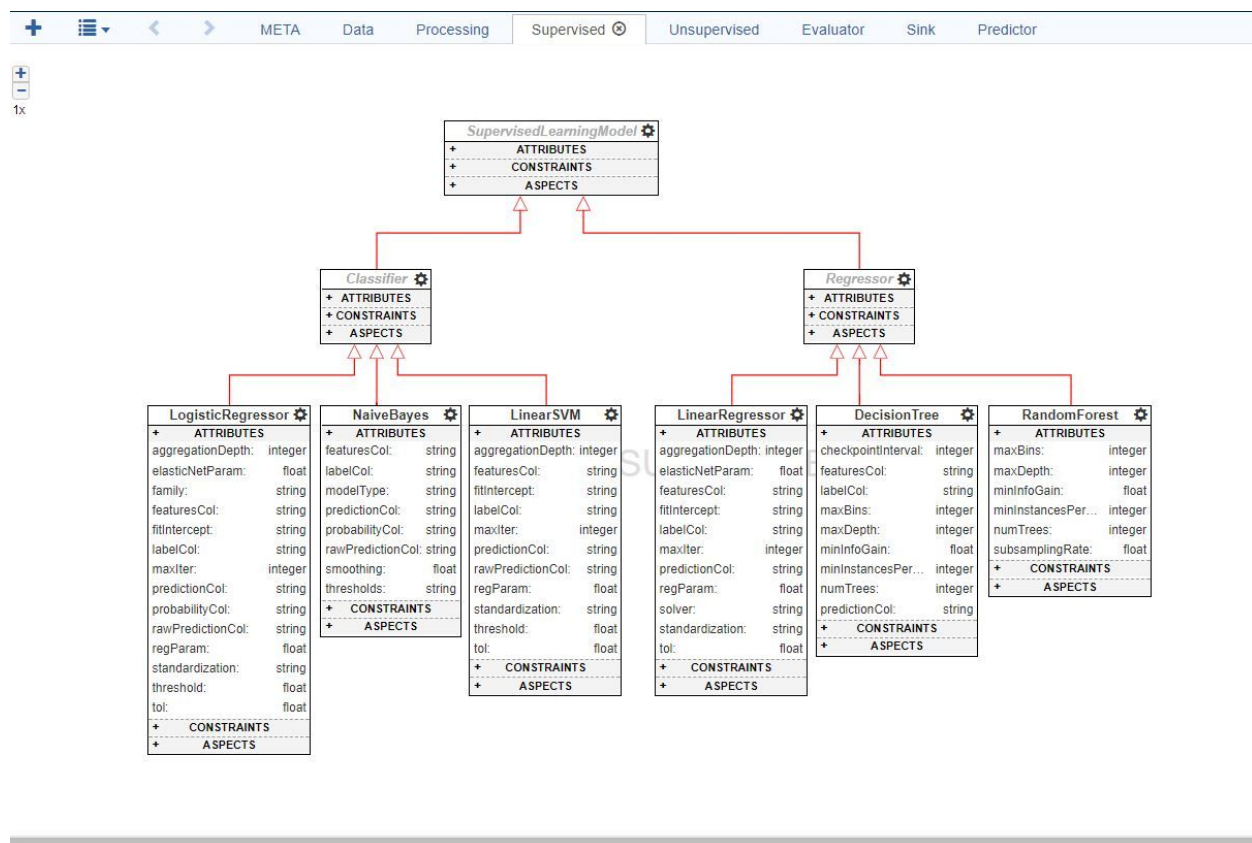 META Data Processing Supervised Unsupervised Evaluator Sink Predictor
+
−
1x
SupervisedLearningModel
+ ATTRIBUTES
+ CONSTRAINTS
+ ASPECTS
Classifier
+ ATTRIBUTES
+ CONSTRAINTS
+ ASPECTS
Regressor
+ ATTRIBUTES
+ CONSTRAINTS
+ ASPECTS
LogisticRegressor
+ ATTRIBUTES
aggregationDepth: integer
elasticNetParam: float
family: string
featuresCol: string
fitIntercept: string
labelCol: string
maxIter: integer
predictionCol: string
probabilityCol: string
rawPredictionCol: string
regParam: float
standardization: string
threshold: float
tol: float
+ CONSTRAINTS
+ ASPECTS
NaiveBayes
+ ATTRIBUTES
featuresCol: string
labelCol: string
modelType: string
predictionCol: string
probabilityCol: string
rawPredictionCol: string
smoothing: float
thresholds: string
+ CONSTRAINTS
+ ASPECTS
LinearSVM
+ ATTRIBUTES
aggregationDepth: integer
featuresCol: string
fitIntercept: string
labelCol: string
maxIter: integer
predictionCol: string
rawPredictionCol: string
regParam: float
standardization: string
threshold: float
tol: float
+ CONSTRAINTS
+ ASPECTS
LinearRegressor
+ ATTRIBUTES
aggregationDepth: integer
elasticNetParam: float
featuresCol: string
fitIntercept: string
labelCol: string
maxIter: integer
predictionCol: string
regParam: float
solver: string
standardization: string
tol: float
+ CONSTRAINTS
+ ASPECTS
DecisionTree
+ ATTRIBUTES
checkpointInterval: integer
featuresCol: string
labelCol: string
maxBins: integer
maxDepth: integer
minInfoGain: float
minInstancesPer... integer
numTrees: integer
predictionCol: string
+ CONSTRAINTS
+ ASPECTS
RandomForest
+ ATTRIBUTES
maxBins: integer
maxDepth: integer
minInfoGain: float
minInstancesPer... integer
numTrees: integer
subsamplingRate: float
+ CONSTRAINTS
+ ASPECTS